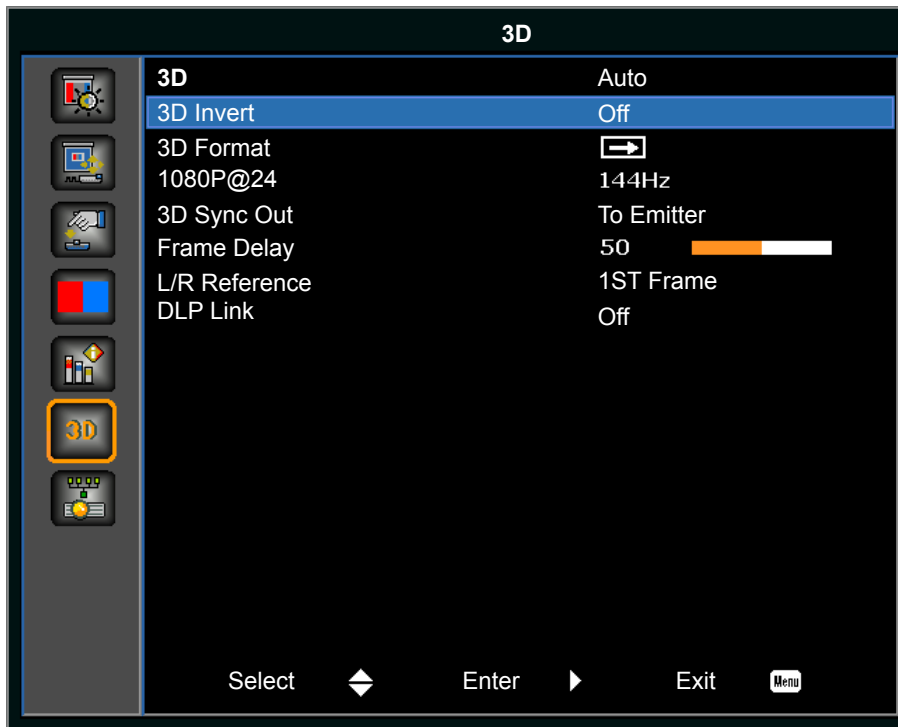 3D
3D Auto
3D Invert Off
3D Format
1080P@24 144Hz
3D Sync Out To Emitter
Frame Delay 50
L/R Reference 1ST Frame
DLP Link Off
3D
Select Enter Exit Menu